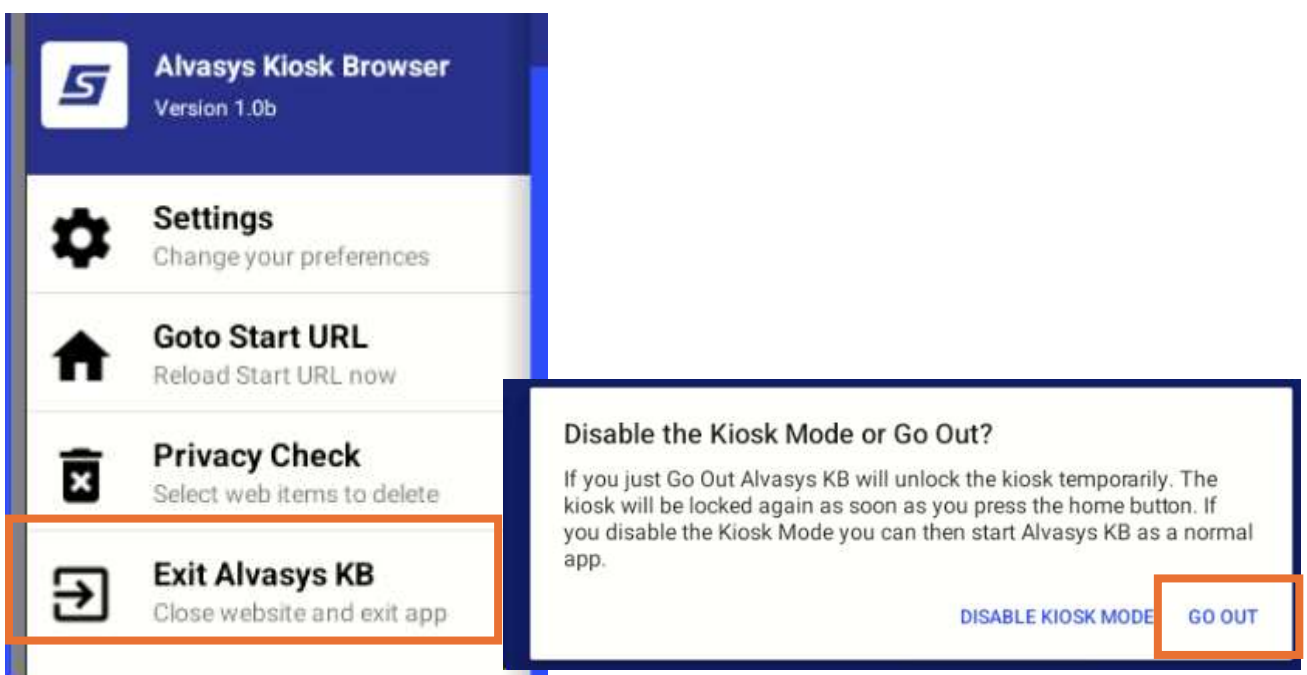 Alvasys Kiosk Browser
Version 1.0b
Settings
Change your preferences
Goto Start URL
Reload Start URL now
Privacy Check
Select web items to delete
Exit Alvasys KB
Close website and exit app
Disable the Kiosk Mode or Go Out?
If you just Go Out Alvasys KB will unlock the kiosk temporarily. The
kiosk will be locked again as soon as you press the home button. If
you disable the Kiosk Mode you can then start Alvasys KB as a normal
app.
DISABLE KIOSK MODE GO OUT